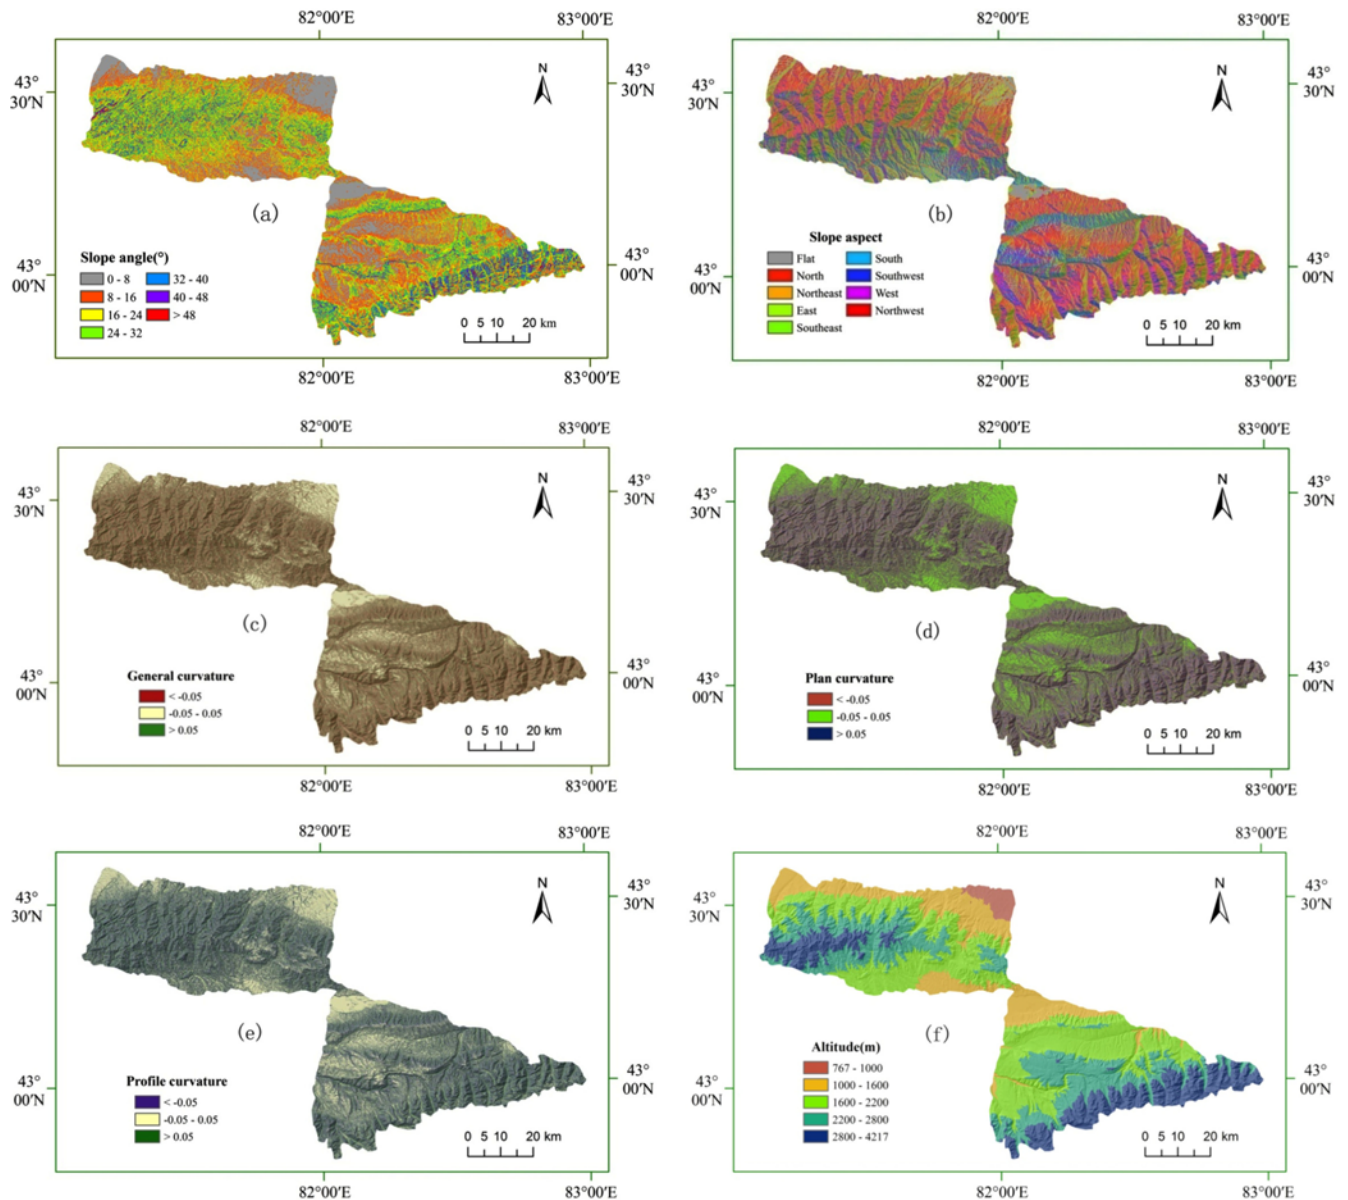 82°00′E 83°00′E
43°
30′N
43°
30′N
N
(a)
Slope angle(°)
0 - 8 32 - 40
8 - 16 40 - 48
16 - 24 > 48
24 - 32
43°
00′N
43°
00′N
0 5 10 20 km
82°00′E 83°00′E
82°00′E 83°00′E
43°
30′N
43°
30′N
N
(b)
Slope aspect
Flat South
North Southwest
Northeast West
East Northwest
Southeast
43°
00′N
43°
00′N
0 5 10 20 km
82°00′E 83°00′E
82°00′E 83°00′E
43°
30′N
43°
30′N
N
(c)
General curvature
< -0.05
-0.05 - 0.05
> 0.05
43°
00′N
43°
00′N
0 5 10 20 km
82°00′E 83°00′E
82°00′E 83°00′E
43°
30′N
43°
30′N
N
(d)
Plan curvature
< -0.05
-0.05 - 0.05
> 0.05
43°
00′N
43°
00′N
0 5 10 20 km
82°00′E 83°00′E
82°00′E 83°00′E
43°
30′N
43°
30′N
N
(e)
Profile curvature
< -0.05
-0.05 - 0.05
> 0.05
43°
00′N
43°
00′N
0 5 10 20 km
82°00′E 83°00′E
82°00′E 83°00′E
43°
30′N
43°
30′N
N
(f)
Altitude(m)
767 - 1000
1000 - 1600
1600 - 2200
2200 - 2800
2800 - 4217
43°
00′N
43°
00′N
0 5 10 20 km
82°00′E 83°00′E